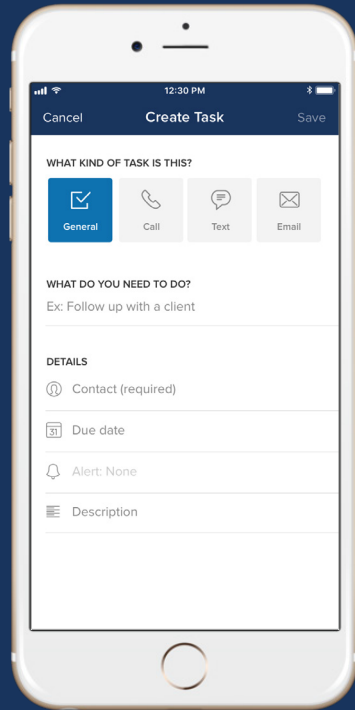 12:30 PM
Cancel Create Task Save
WHAT KIND OF TASK IS THIS?
General Call Text Email
WHAT DO YOU NEED TO DO?
Ex: Follow up with a client
DETAILS
Contact (required)
31 Due date
Alert: None
Description